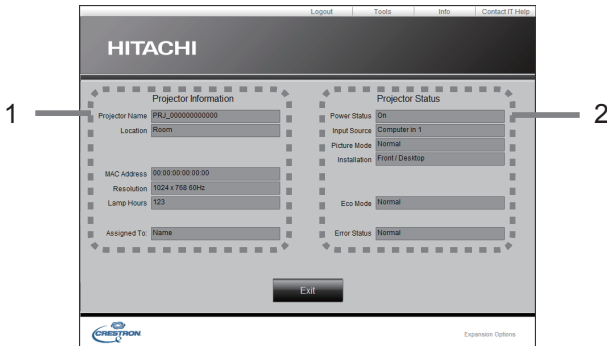 Logout Tools Info Contact IT Help
HITACHI
1
2
Projector Information
Projector Name PRJ_000000000000
Location Room
MAC Address 00:00:00:00:00:00
Resolution 1024 x 768 60Hz
Lamp Hours 123
Assigned To: Name
Projector Status
Power Status On
Input Source Computer in 1
Picture Mode Normal
Installation Front / Desktop
Eco Mode Normal
Error Status Normal
Exit
CRESTRON
Expansion Options